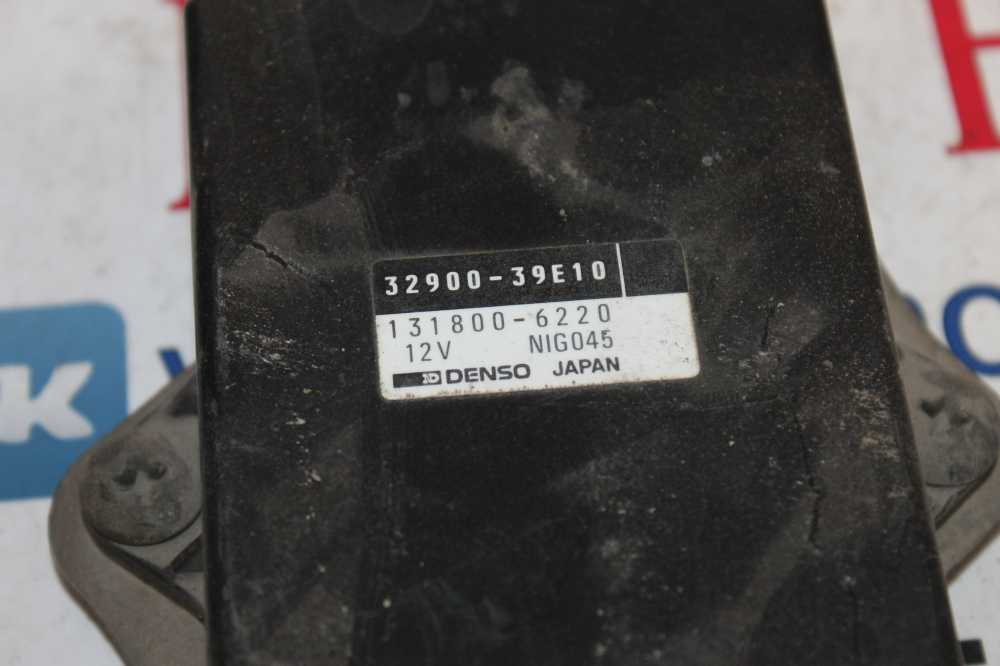 32900-39E10
131800-6220
12V NIG045
DENSO JAPAN